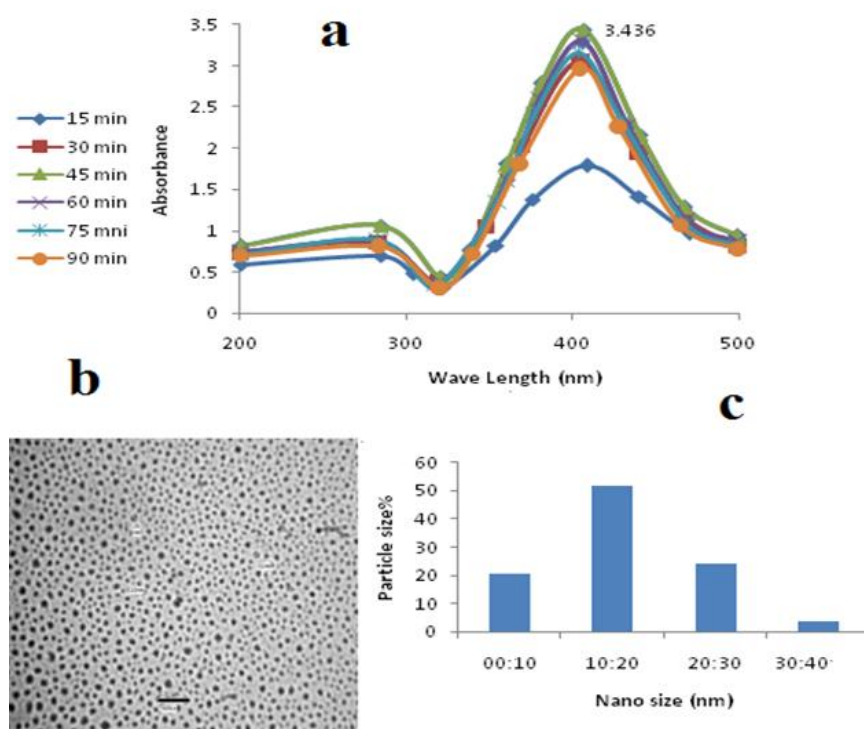 a
3.5
3
2.5
2
1.5
1
0.5
0
Absorbance
3.436
15 min
30 min
45 min
60 min
75 mni
90 min
200
300
400
500
Wave Length (nm)
b
c
60
50
40
30
20
10
0
Particle size%
00:10
10:20
20:30
30:40
Nano size (nm)